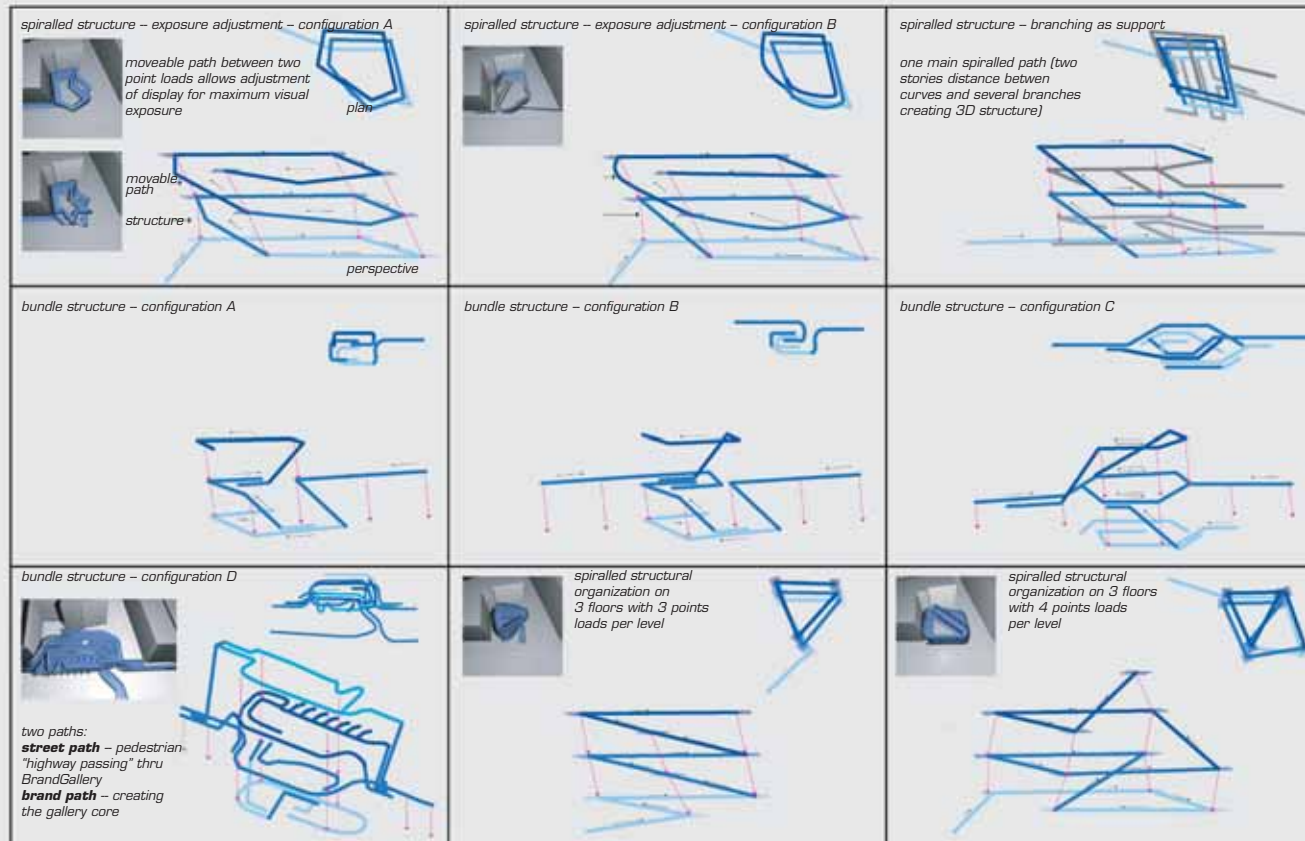 spiralled structure – exposure adjustment – configuration A
moveable path between two
point loads allows adjustment
of display for maximum visual
exposure
plan
movable
path
structure
perspective
spiralled structure – exposure adjustment – configuration B
spiralled structure – branching as support
one main spiralled path (two
stories distance betwen
curves and several branches
creating 3D structure)
bundle structure – configuration A
bundle structure – configuration B
bundle structure – configuration C
bundle structure – configuration D
two paths:
street path – pedestrian
"highway passing" thru
BrandGallery
brand path – creating
the gallery core
spiralled structural
organization on
3 floors with 3 points
loads per level
spiralled structural
organization on 3 floors
with 4 points loads
per level